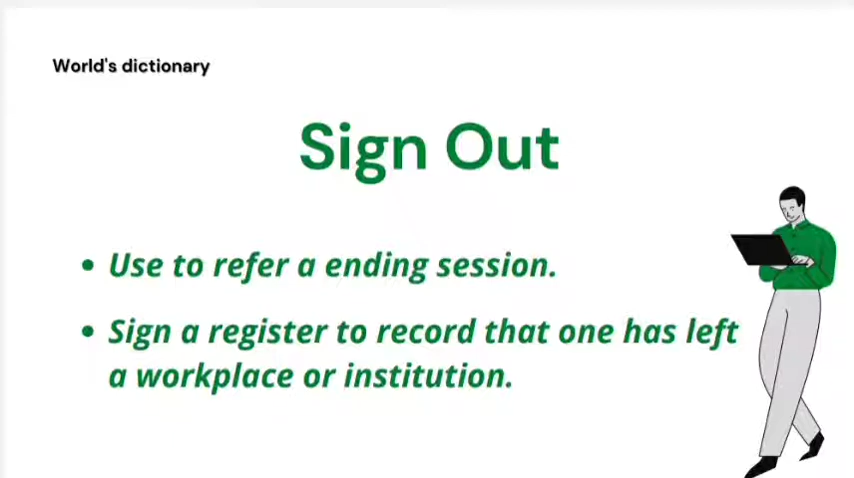 World's dictionary
Sign Out
• Use to refer a ending session.
• Sign a register to record that one has left
a workplace or institution.